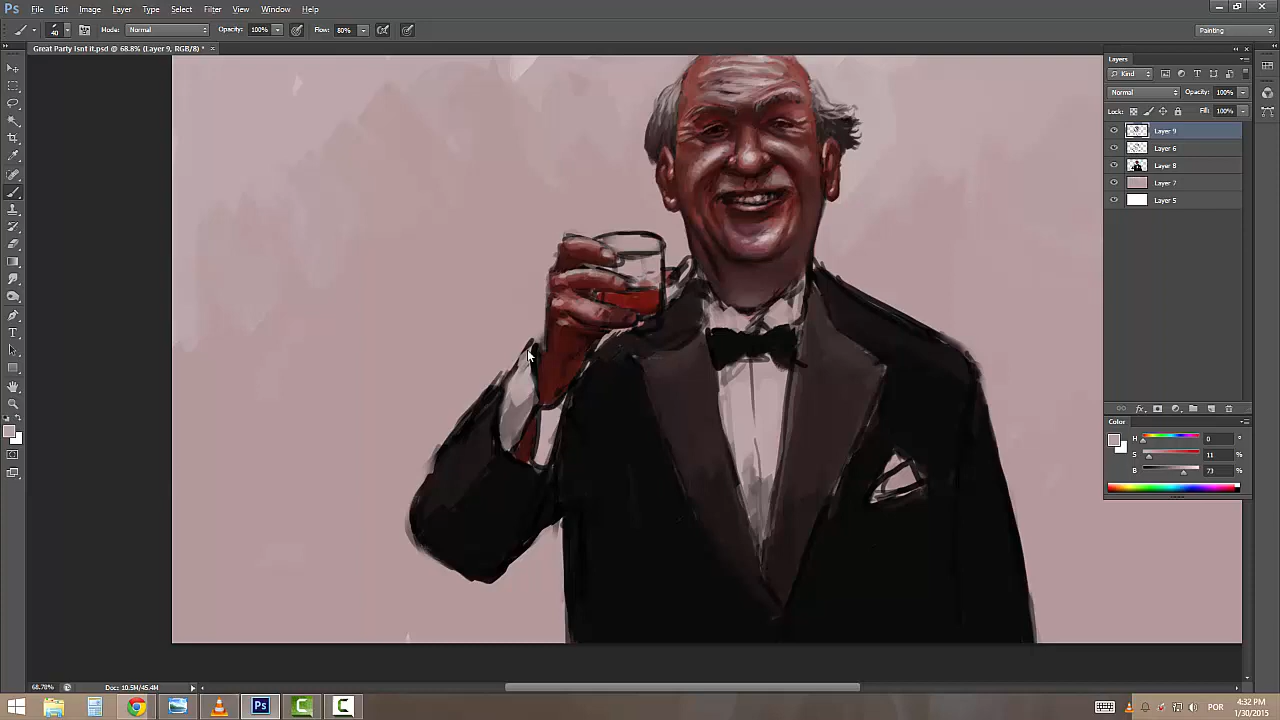 Ps File Edit Image Layer Type Select Filter View Window Help
40 Mode: Normal Opacity: 100% Flow: 80% Painting
Great Party Isnt it.psd @ 68.8% (Layer 9, RGB/8) * ×
Layers
Kind
Normal Opacity: 100%
Lock: Fill: 100%
Layer 9
Layer 6
Layer 8
Layer 7
Layer 5
fx
Color
H 0 °
S 11 %
B 73 %
68.78% Doc: 10.5M/45.4M
Ps POR 4:32 PM
1/30/2015